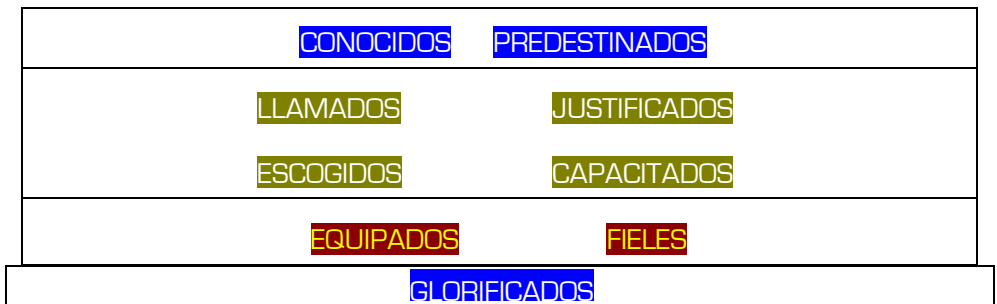 CONOCIDOS PREDESTINADOS
LLAMADOS JUSTIFICADOS
ESCOGIDOS CAPACITADOS
EQUIPADOS FIELES
GLORIFICADOS